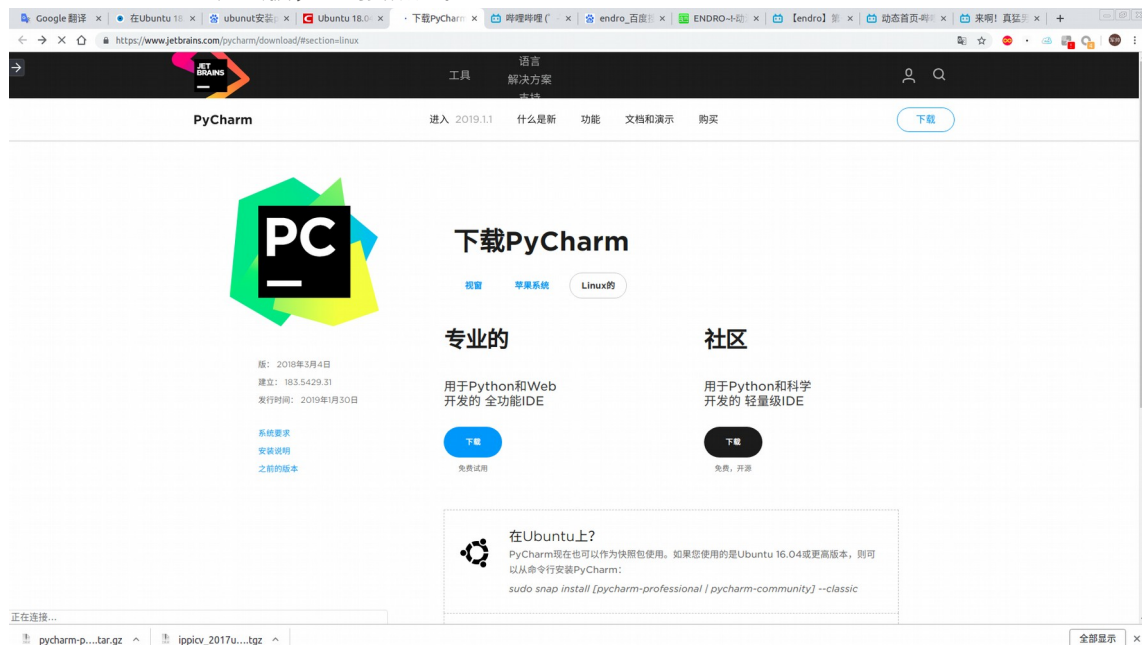 Google 翻译
在Ubuntu 18
ubunut安装
Ubuntu 18.0
下载PyCharm
哔哩哔哩 (゜
endro_百度
ENDRO~!-动
【endro】第
动态首页-哔
来啊！真猛
https://www.jetbrains.com/pycharm/download/#section=linux
JET
BRAINS
工具
语言
解决方案
支持
PyCharm
进入 2019.1.1 什么是新 功能 文档和演示 购买
下载
PC
下载PyCharm
视窗 苹果系统 Linux的
专业的
用于Python和Web
开发的 全功能IDE
下载
免费试用
社区
用于Python和科学
开发的 轻量级IDE
下载
免费，开源
版： 2018年3月4日
建立： 183.5429.31
发行时间： 2019年1月30日
系统要求
安装说明
之前的版本
在Ubuntu上？
PyCharm现在也可以作为快照包使用。如果您使用的是Ubuntu 16.04或更高版本，则可
以从命令行安装PyCharm：
sudo snap install [pycharm-professional | pycharm-community] --classic
正在连接...
pycharm-p....tar.gz
ippicv_2017u....tgz
全部显示